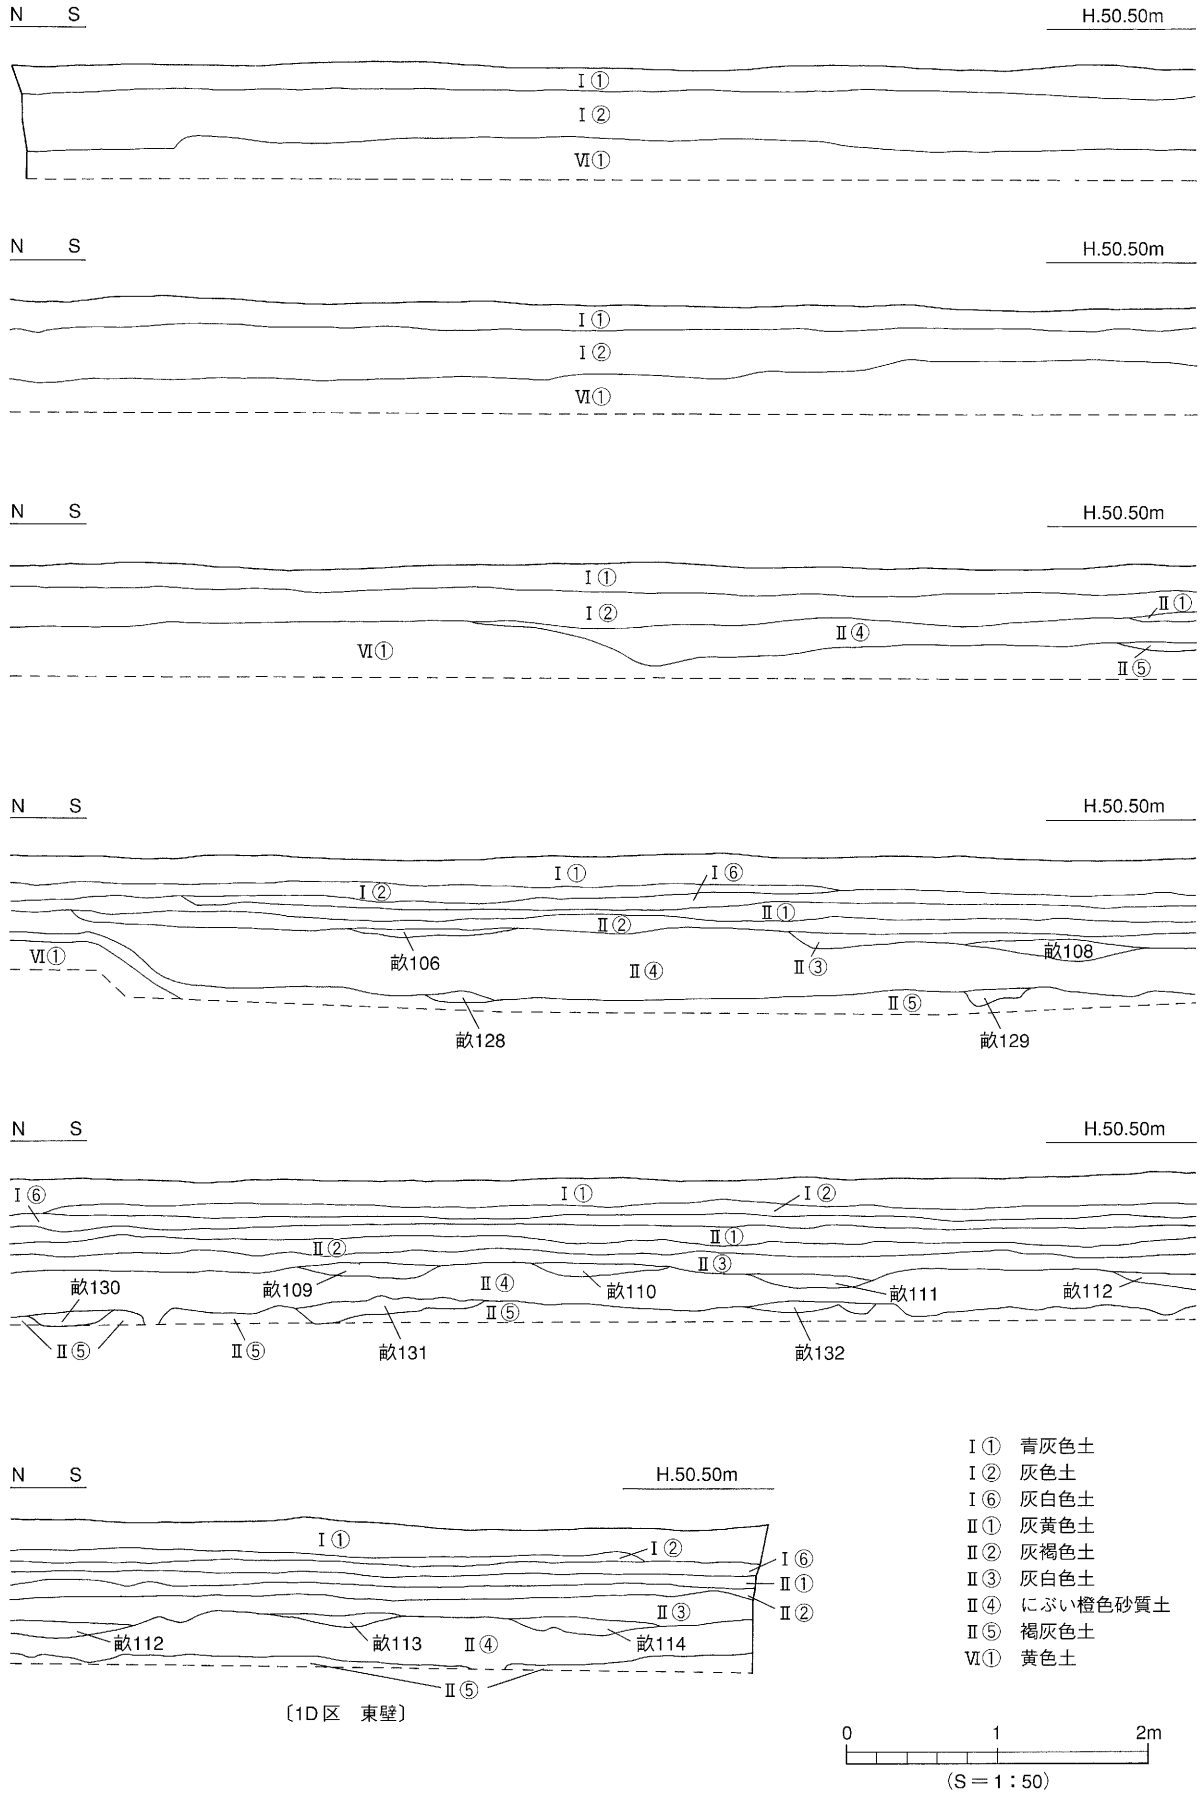 N S H.50.50m
Ⅰ①
Ⅰ②
Ⅵ①
N S H.50.50m
Ⅰ①
Ⅰ②
Ⅵ①
N S H.50.50m
Ⅰ①
Ⅱ①
Ⅰ②
Ⅱ④
Ⅵ①
Ⅱ⑤
N S H.50.50m
Ⅰ① Ⅰ⑥
Ⅰ②
Ⅱ①
Ⅱ②
Ⅵ① 畝106 Ⅱ④ Ⅱ③ 畝108
Ⅱ⑤
畝128 畝129
N S H.50.50m
Ⅰ⑥ Ⅰ① Ⅰ②
Ⅱ② Ⅱ①
Ⅱ③
畝130 畝109 Ⅱ④ 畝110 畝111 畝112
Ⅱ⑤
Ⅱ⑤ Ⅱ⑤ 畝131 畝132
N S H.50.50m
Ⅰ① Ⅰ②
Ⅰ⑥
Ⅱ①
Ⅱ③ Ⅱ②
畝112 畝113 Ⅱ④ 畝114
Ⅱ⑤
〔1D区 東壁〕
Ⅰ① 青灰色土
Ⅰ② 灰色土
Ⅰ⑥ 灰白色土
Ⅱ① 灰黄色土
Ⅱ② 灰褐色土
Ⅱ③ 灰白色土
Ⅱ④ にぶい橙色砂質土
Ⅱ⑤ 褐灰色土
Ⅵ① 黄色土
0 1 2m
(S＝1：50)